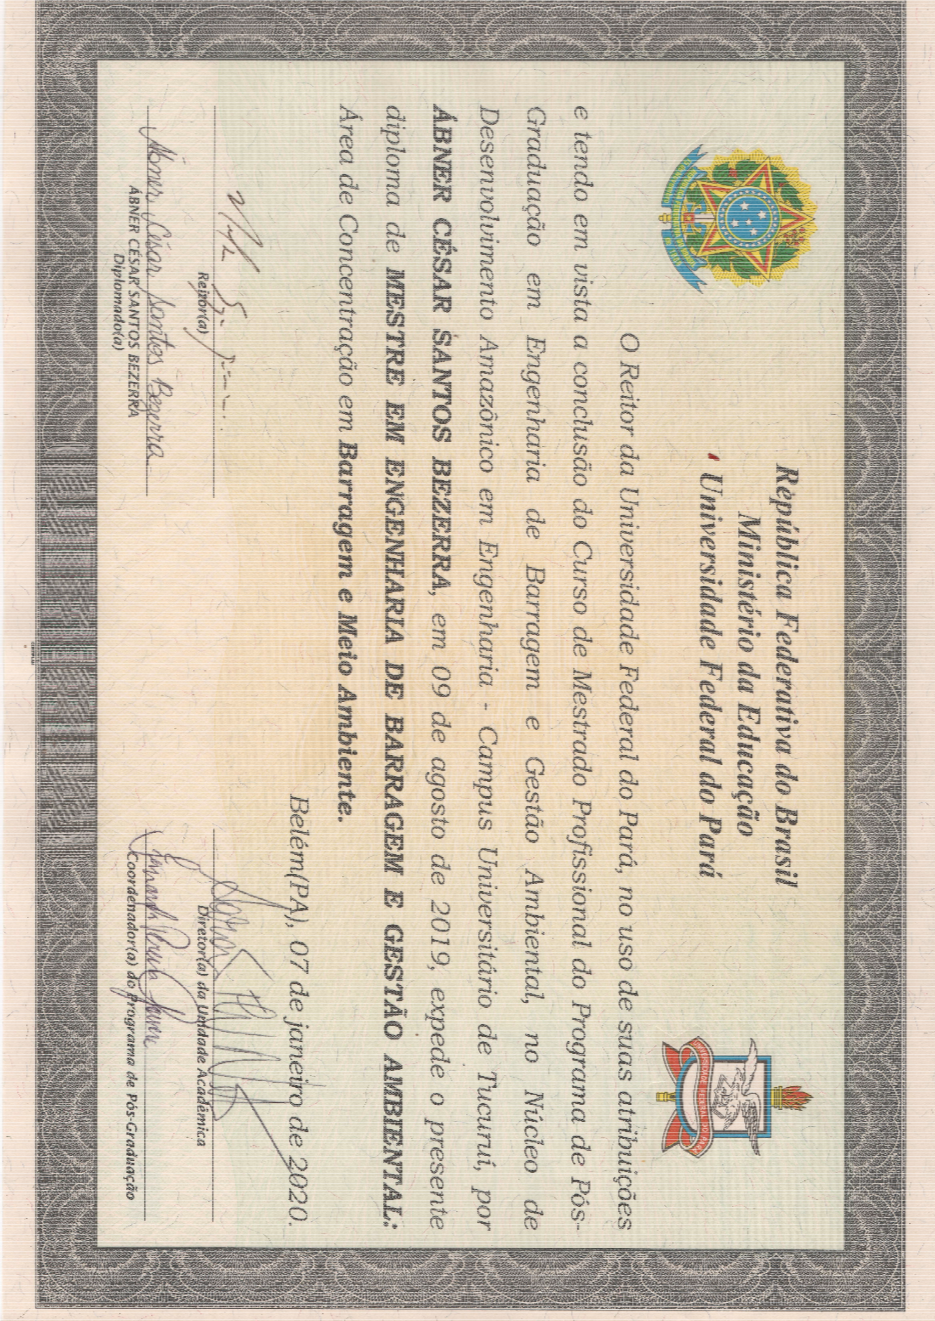 República Federativa do Brasil
Ministério da Educação
Universidade Federal do Pará
O Reitor da Universidade Federal do Pará, no uso de suas atribuições
e tendo em vista a conclusão do Curso de Mestrado Profissional do Programa de Pós-
Graduação em Engenharia de Barragem e Gestão Ambiental, no Núcleo de
Desenvolvimento Amazônico em Engenharia - Campus Universitário de Tucuruí, por
ÁBNER CÉSAR SANTOS BEZERRA, em 09 de agosto de 2019, expede o presente
diploma de MESTRE EM ENGENHARIA DE BARRAGEM E GESTÃO AMBIENTAL:
Área de Concentração em Barragem e Meio Ambiente.
Belém(PA), 07 de janeiro de 2020.
Reitor(a)
Diretor(a) da Unidade Acadêmica
Ábner César Santos Bezerra
ÁBNER CÉSAR SANTOS BEZERRA
Diplomado(a)
Coordenador(a) do Programa de Pós-Graduação